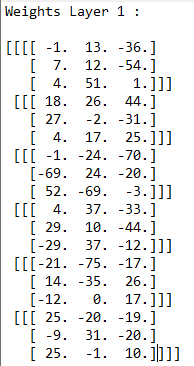 Weights Layer 1 :
[[[[ -1. 13. -36.]
[ 7. 12. -54.]
[ 4. 51. 1.]]]
[[[ 18. 26. 44.]
[ 27. -2. -31.]
[ 4. 17. 25.]]]
[[[ -1. -24. -70.]
[-69. 24. -20.]
[ 52. -69. -3.]]]
[[[ 4. 37. -33.]
[ 29. 10. -44.]
[-29. 37. -12.]]]
[[[-21. -75. -17.]
[ 14. -35. 26.]
[-12. 0. 17.]]]
[[[ 25. -20. -19.]
[ -9. 31. -20.]
[ 25. -1. 10.]]]]